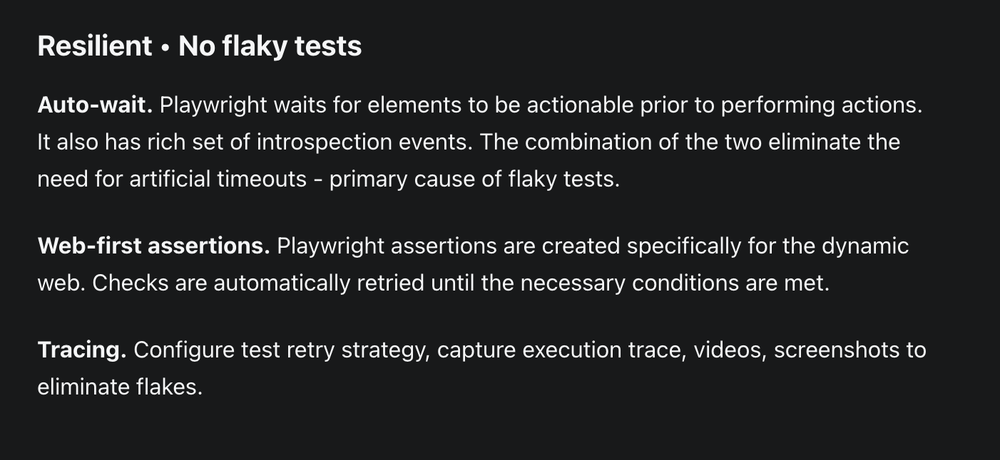 Resilient • No flaky tests
Auto-wait. Playwright waits for elements to be actionable prior to performing actions.
It also has rich set of introspection events. The combination of the two eliminate the
need for artificial timeouts - primary cause of flaky tests.
Web-first assertions. Playwright assertions are created specifically for the dynamic
web. Checks are automatically retried until the necessary conditions are met.
Tracing. Configure test retry strategy, capture execution trace, videos, screenshots to
eliminate flakes.